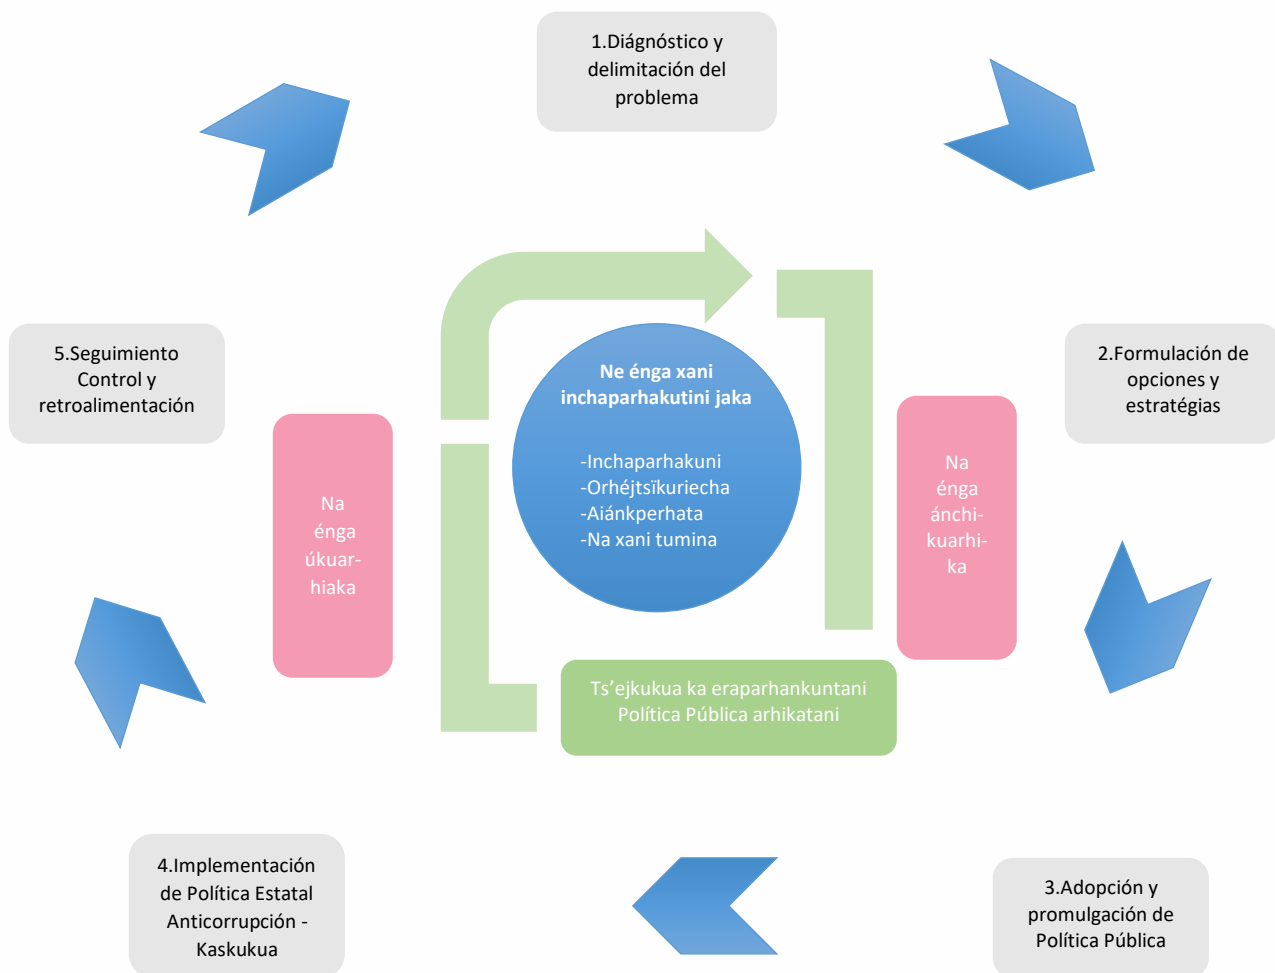 1.Diágnóstico y
delimitación del
problema
5.Seguimiento
Control y
retroalimentación
2.Formulación de
opciones y
estratégias
Ne énga xani
inchaparhakutini jaka
-Inchaparhakuni
-Orhéjtsïkuriecha
-Aiánkperhata
-Na xani tumina
Na
énga
úkuar-
hiaka
Na
énga
ánchi-
kuarhi-
ka
Ts'ejkukua ka eraparhankuntani
Política Pública arhikatani
4.Implementación
de Política Estatal
Anticorrupción -
Kaskukua
3.Adopción y
promulgación de
Política Pública